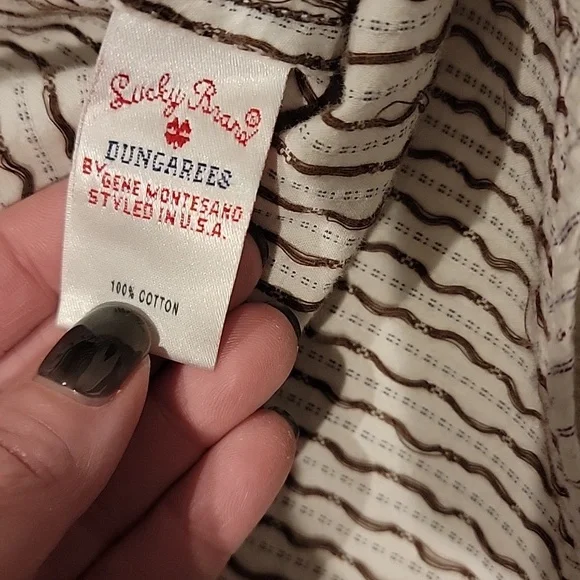 Lucky Brand®
DUNGAREES
BY GENE MONTESANO
STYLED IN U.S.A.
100% COTTON